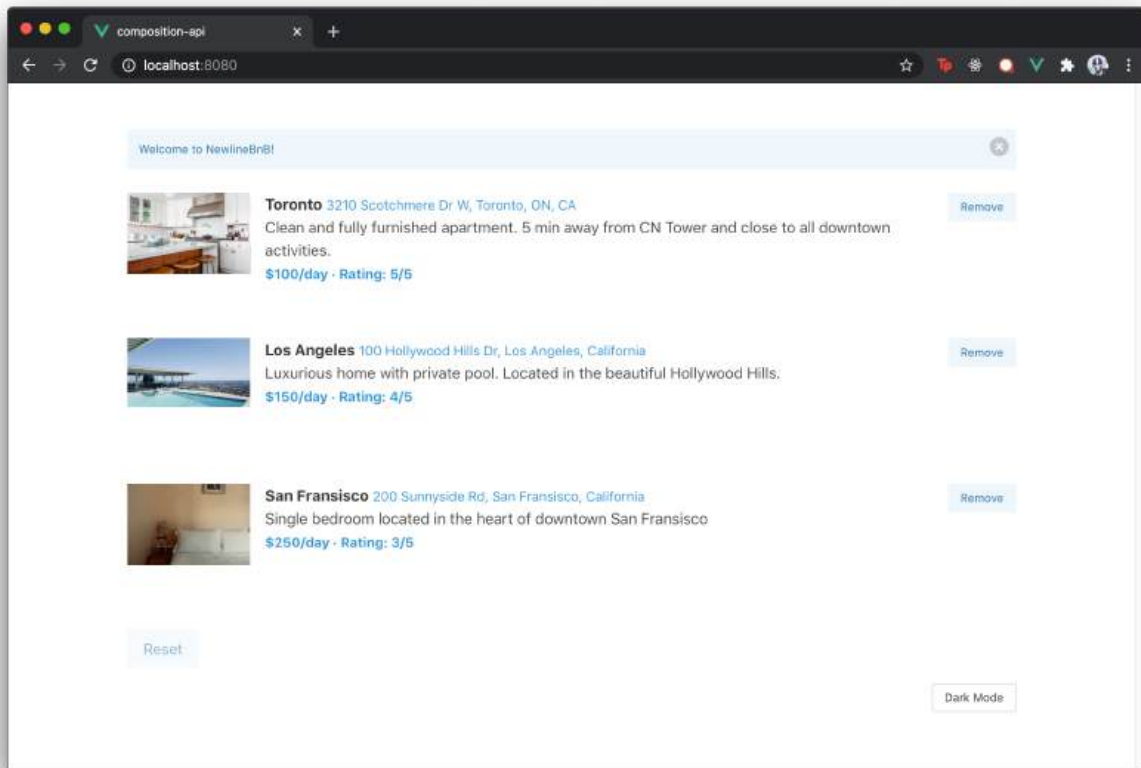 composition-api
localhost:8080
Tp
Welcome to NewlineBnB!
Toronto 3210 Scotchmere Dr W, Toronto, ON, CA
Remove
Clean and fully furnished apartment. 5 min away from CN Tower and close to all downtown
activities.
$100/day · Rating: 5/5
Los Angeles 100 Hollywood Hills Dr, Los Angeles, California
Remove
Luxurious home with private pool. Located in the beautiful Hollywood Hills.
$150/day · Rating: 4/5
San Fransisco 200 Sunnyside Rd, San Fransisco, California
Remove
Single bedroom located in the heart of downtown San Fransisco
$250/day · Rating: 3/5
Reset
Dark Mode